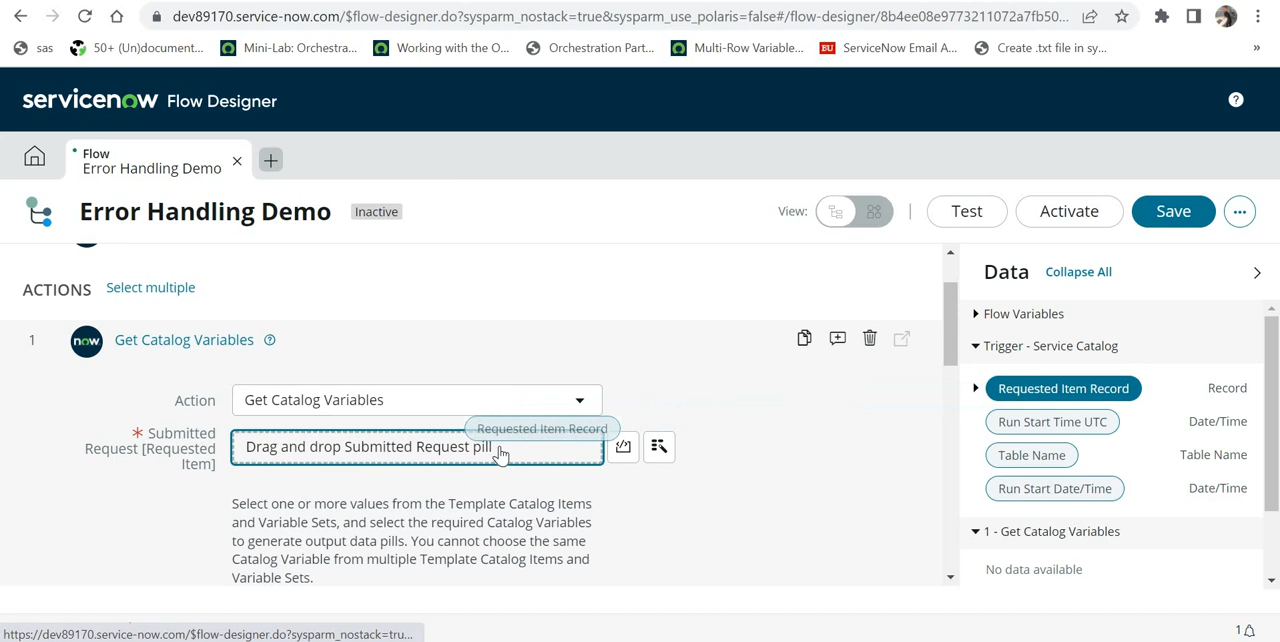 dev89170.service-now.com/$flow-designer.do?sysparm_nostack=true&sysparm_use_polaris=false#/flow-designer/8b4ee08e9773211072a7fb50...
sas
50+ (Un)document...
Mini-Lab: Orchestra...
Working with the O...
Orchestration Part...
Multi-Row Variable...
BU ServiceNow Email A...
Create .txt file in sy...
»
servicenow Flow Designer
?
Flow
Error Handling Demo
Error Handling Demo
Inactive
View:
Test
Activate
Save
ACTIONS
Select multiple
1
now
Get Catalog Variables
Action
Get Catalog Variables
* Submitted
Request [Requested
Item]
Requested Item Record
Drag and drop Submitted Request pill
Select one or more values from the Template Catalog Items
and Variable Sets, and select the required Catalog Variables
to generate output data pills. You cannot choose the same
Catalog Variable from multiple Template Catalog Items and
Variable Sets.
Data
Collapse All
Flow Variables
Trigger - Service Catalog
Requested Item Record
Record
Run Start Time UTC
Date/Time
Table Name
Table Name
Run Start Date/Time
Date/Time
1 - Get Catalog Variables
No data available
https://dev89170.service-now.com/$flow-designer.do?sysparm_nostack=tru...
1